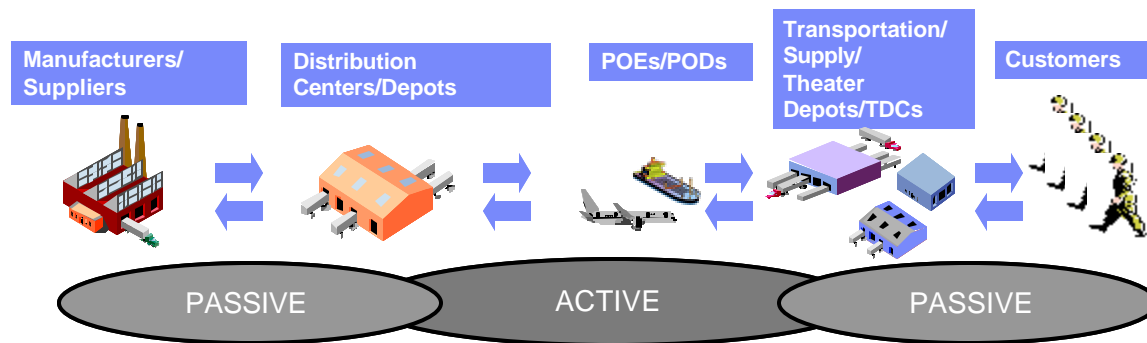 Manufacturers/
Suppliers
Distribution
Centers/Depots
POEs/PODs
Transportation/
Supply/
Theater
Depots/TDCs
Customers
PASSIVE
ACTIVE
PASSIVE